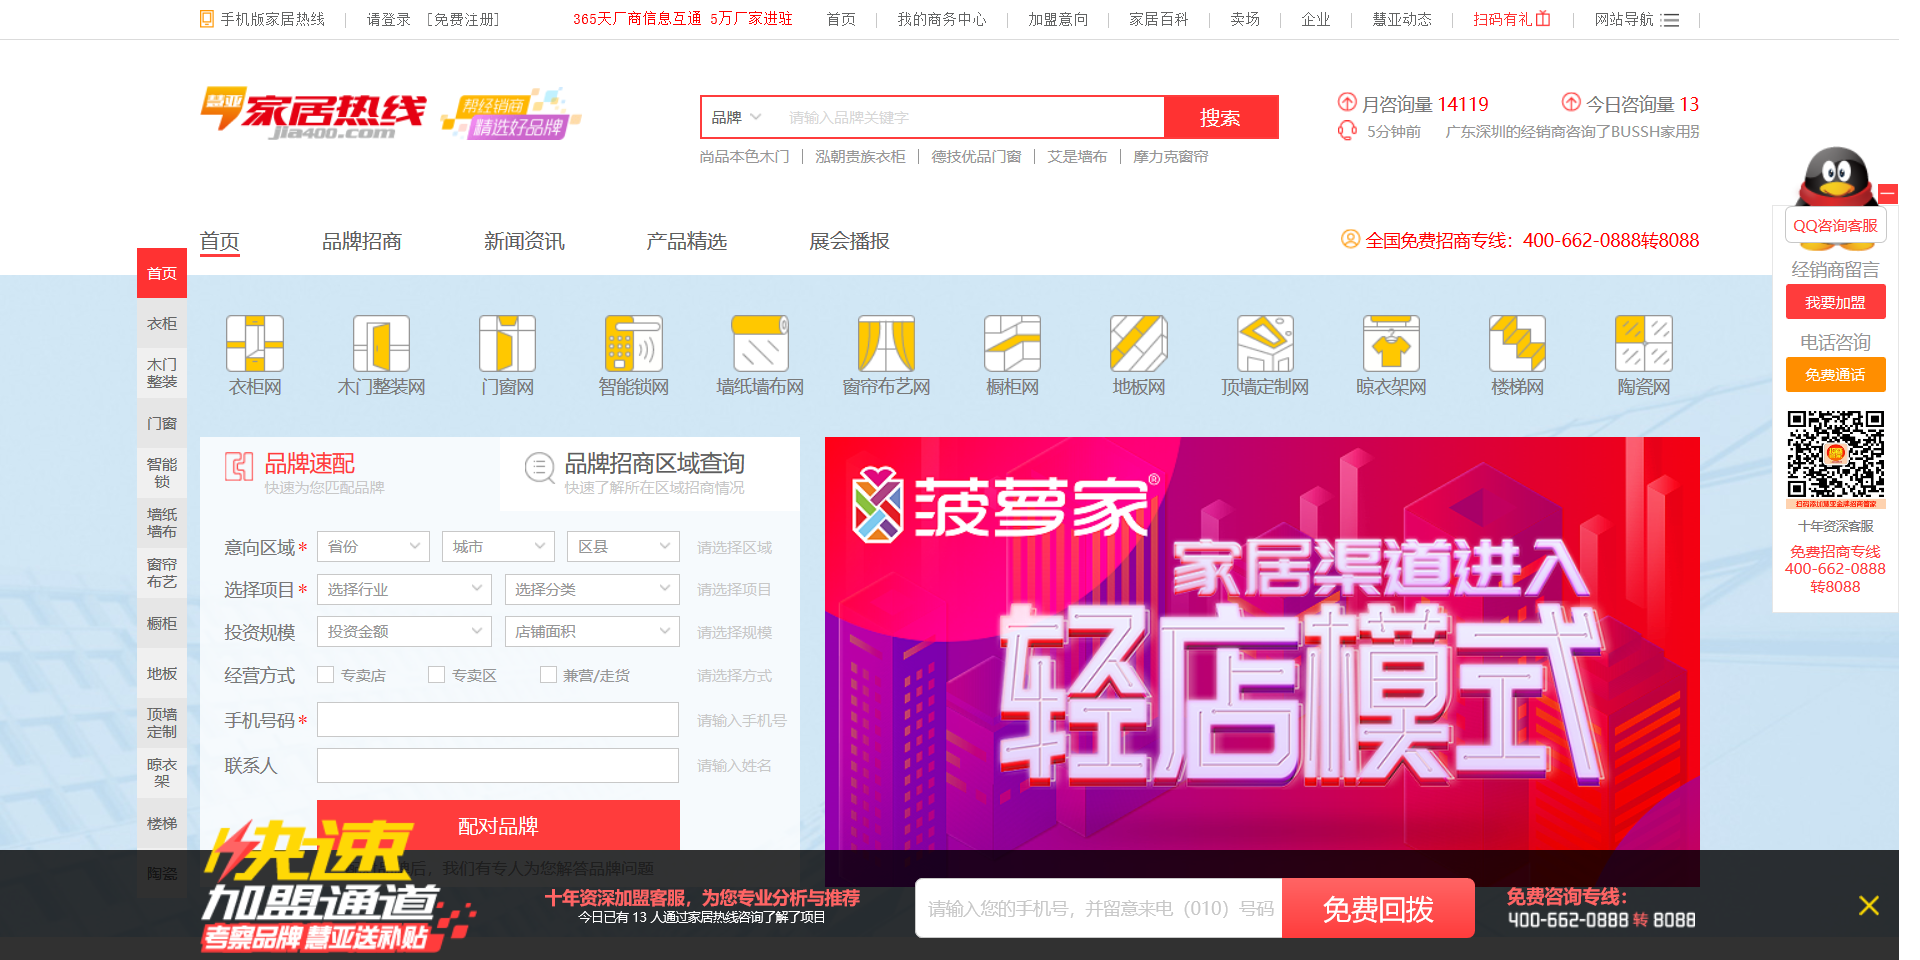 手机版家居热线
请登录 [免费注册]
365天厂商信息互通 5万厂家进驻
首页
我的商务中心
加盟意向
家居百科
卖场
企业
慧亚动态
扫码有礼
网站导航
慧亚 家居热线
jia400.com
帮经销商
精选好品牌
品牌
请输入品牌关键字
搜索
月咨询量 14119
今日咨询量 13
5分钟前
广东深圳的经销商咨询了BUSSH家用别
尚品本色木门
泓朝贵族衣柜
德技优品门窗
艾是墙布
摩力克窗帘
首页
品牌招商
新闻资讯
产品精选
展会播报
全国免费招商专线：400-662-0888转8088
QQ咨询客服
经销商留言
我要加盟
电话咨询
免费通话
扫码添加慧亚金牌招商管家
十年资深客服
免费招商专线
400-662-0888
转8088
首页
衣柜
木门
整装
门窗
智能
锁
墙纸
墙布
窗帘
布艺
橱柜
地板
顶墙
定制
晾衣
架
楼梯
陶瓷
衣柜网
木门整装网
门窗网
智能锁网
墙纸墙布网
窗帘布艺网
橱柜网
地板网
顶墙定制网
晾衣架网
楼梯网
陶瓷网
品牌速配
快速为您匹配品牌
品牌招商区域查询
快速了解所在区域招商情况
意向区域* 省份 城市 区县 请选择区域
选择项目* 选择行业 选择分类 请选择项目
投资规模 投资金额 店铺面积 请选择规模
经营方式 专卖店 专卖区 兼营/走货 请选择方式
手机号码* 请输入手机号
联系人 请输入姓名
配对品牌
后，我们有专人为您解答品牌问题
菠萝家®
家居渠道进入
轻店模式
快速
加盟通道
考察品牌 慧亚送补贴
十年资深加盟客服，为您专业分析与推荐
今日已有 13 人通过家居热线咨询了解了项目
请输入您的手机号，并留意来电（010）号码
免费回拨
免费咨询专线：
400-662-0888 转 8088